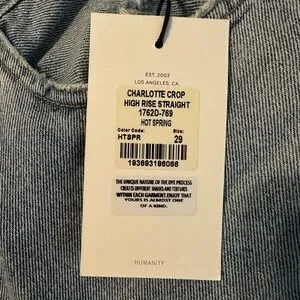 EST. 2003
LOS ANGELES, CA.
CHARLOTTE CROP
HIGH RISE STRAIGHT
1762D-769
HOT SPRING
Color Code: Size:
HTSPR 29
193693186066
THE UNIQUE NATURE OF THE DYE PROCESS
CREATES DIFFERENT SHADES AND TEXTURES
WITHIN EACH GARMENT. ENJOY THAT
YOURS IS ALMOST ONE
OF A KIND.
HUMANITY